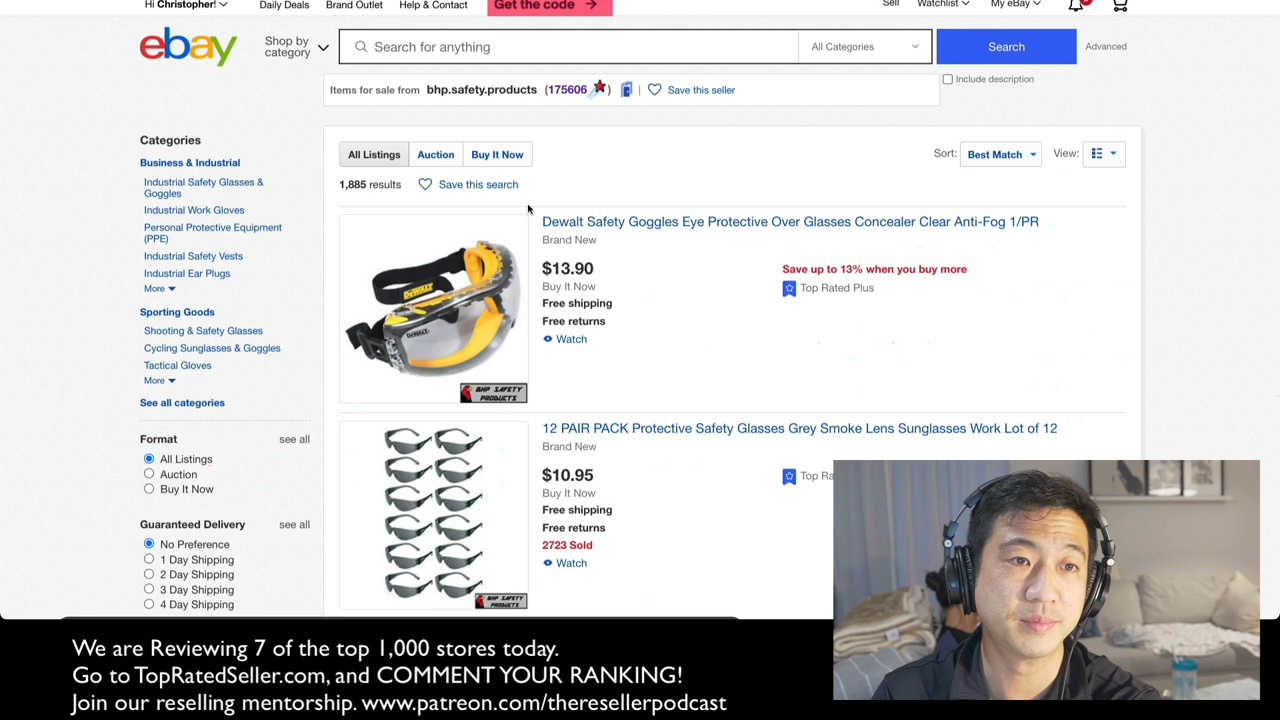 Hi Christopher!
Daily Deals
Brand Outlet
Help & Contact
Get the code
Sell
Watchlist
My eBay
ebay
Shop by category
Search for anything
All Categories
Search
Advanced
Items for sale from bhp.safety.products (175606) | Save this seller
Include description
Categories
Business & Industrial
Industrial Safety Glasses &
Goggles
Industrial Work Gloves
Personal Protective Equipment
(PPE)
Industrial Safety Vests
Industrial Ear Plugs
More
Sporting Goods
Shooting & Safety Glasses
Cycling Sunglasses & Goggles
Tactical Gloves
More
See all categories
Format see all
All Listings
Auction
Buy It Now
Guaranteed Delivery see all
No Preference
1 Day Shipping
2 Day Shipping
3 Day Shipping
4 Day Shipping
All Listings Auction Buy It Now
Sort: Best Match
View:
1,885 results Save this search
Dewalt Safety Goggles Eye Protective Over Glasses Concealer Clear Anti-Fog 1/PR
Brand New
$13.90
Buy It Now
Free shipping
Free returns
Watch
Save up to 13% when you buy more
Top Rated Plus
DEWALT
DEWALT
BHP SAFETY
PRODUCTS
12 PAIR PACK Protective Safety Glasses Grey Smoke Lens Sunglasses Work Lot of 12
Brand New
$10.95
Buy It Now
Free shipping
Free returns
2723 Sold
Watch
Top Ra
BHP SAFETY
PRODUCTS
We are Reviewing 7 of the top 1,000 stores today.
Go to TopRatedSeller.com, and COMMENT YOUR RANKING!
Join our reselling mentorship. www.patreon.com/theresellerpodcast